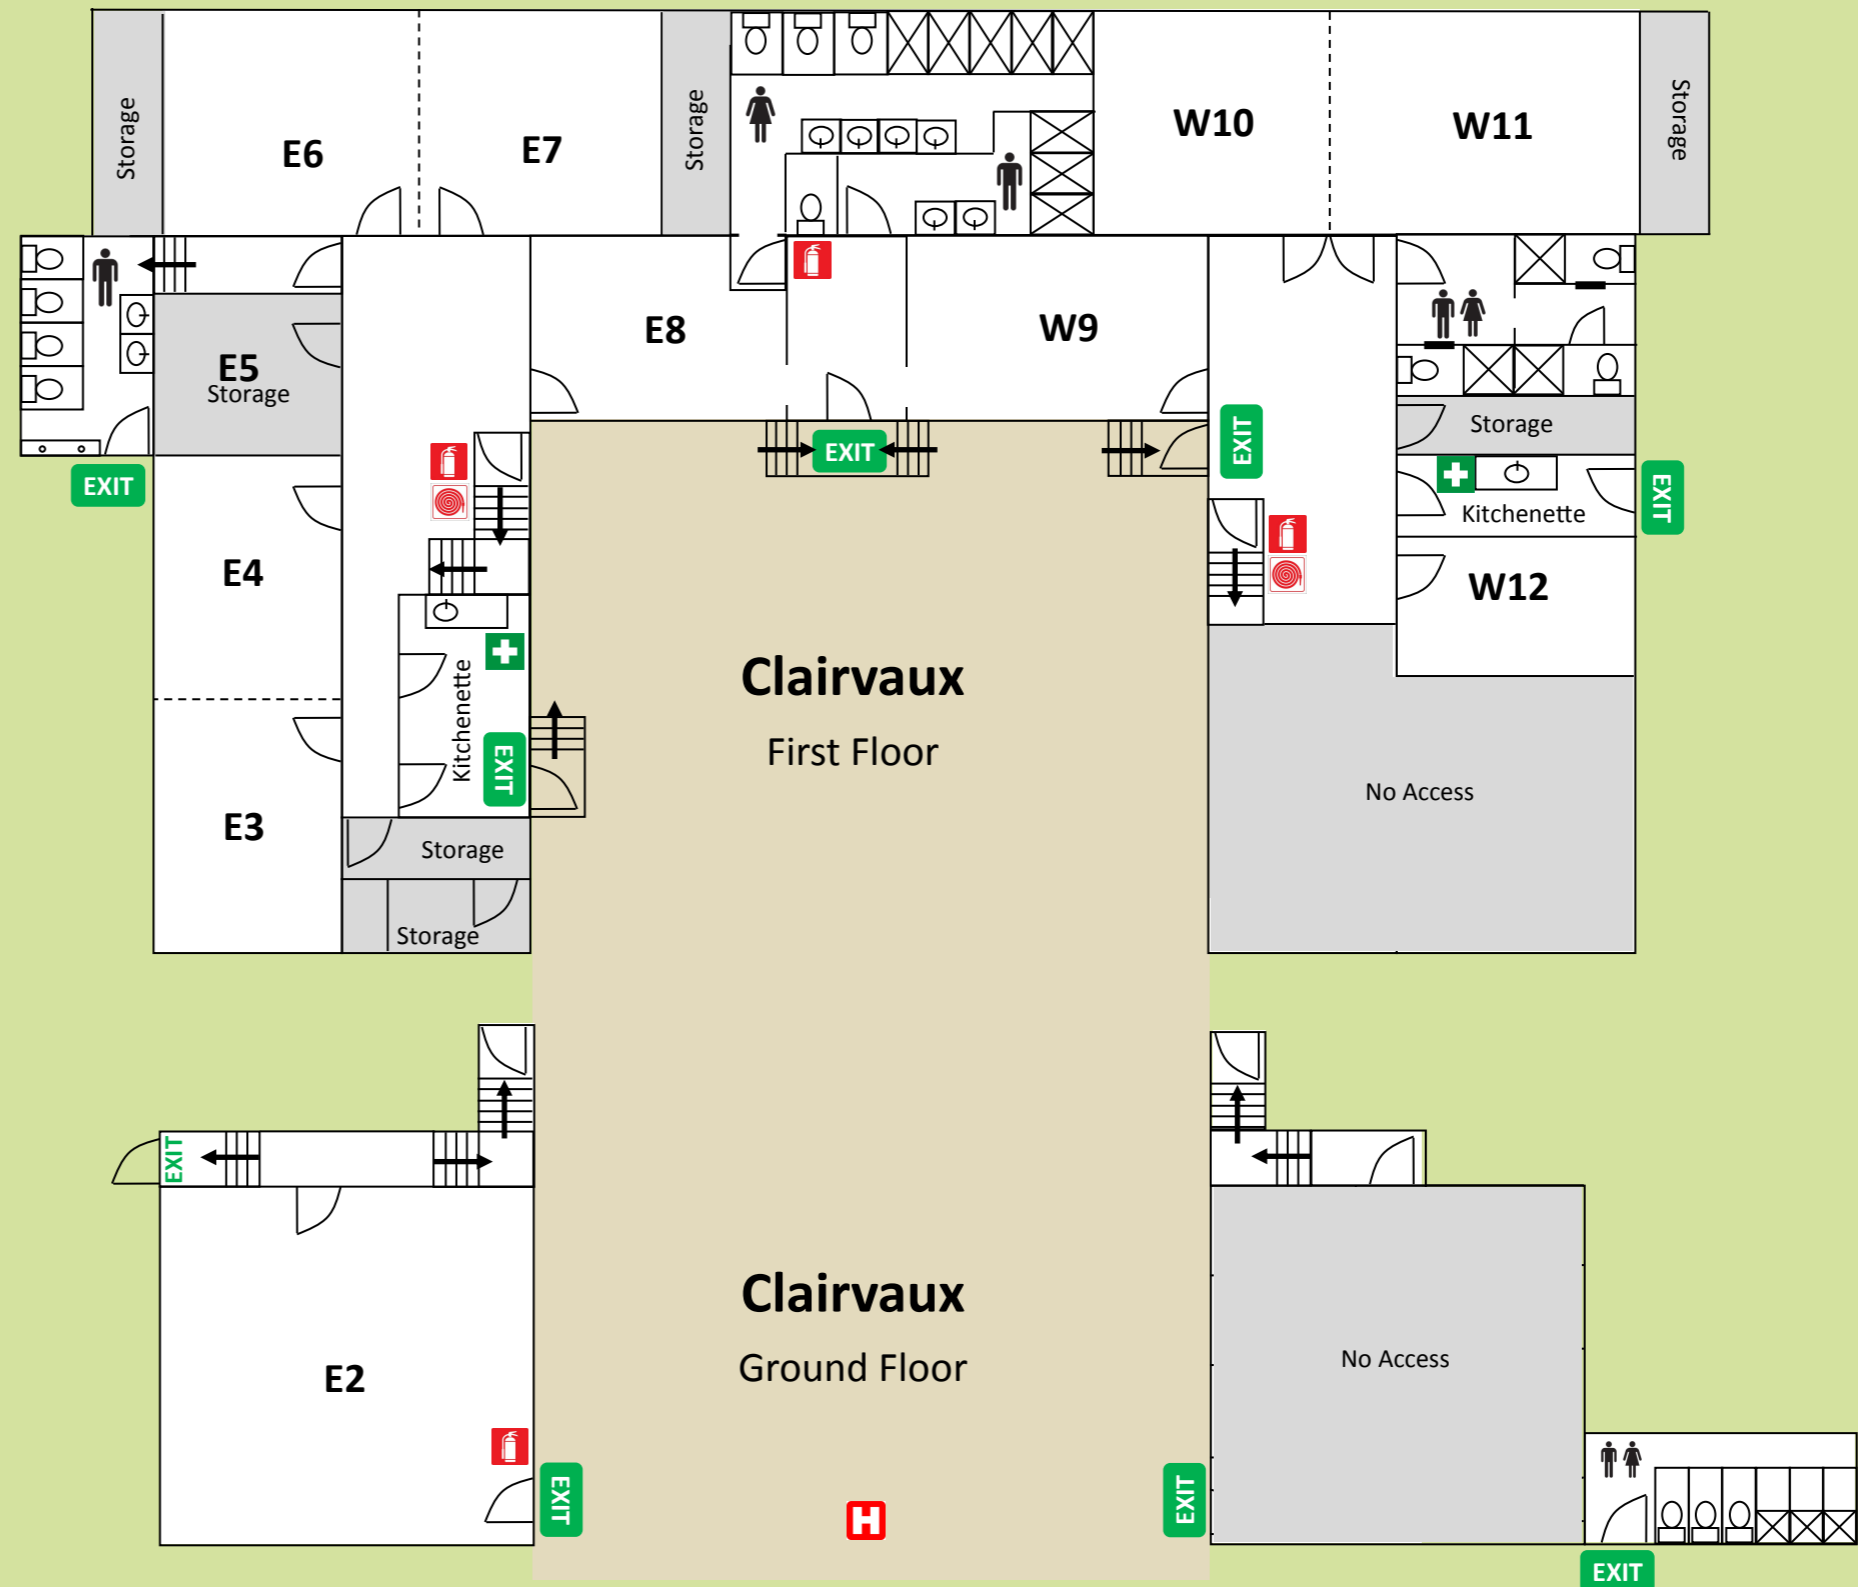 Storage
E6
E7
Storage
W10
W11
Storage
E5
Storage
E8
W9
EXIT
EXIT
EXIT
Storage
Kitchenette
EXIT
E4
W12
Kitchenette
EXIT
Clairvaux
First Floor
No Access
E3
Storage
Storage
EXIT
Clairvaux
Ground Floor
No Access
E2
EXIT
H
EXIT
EXIT